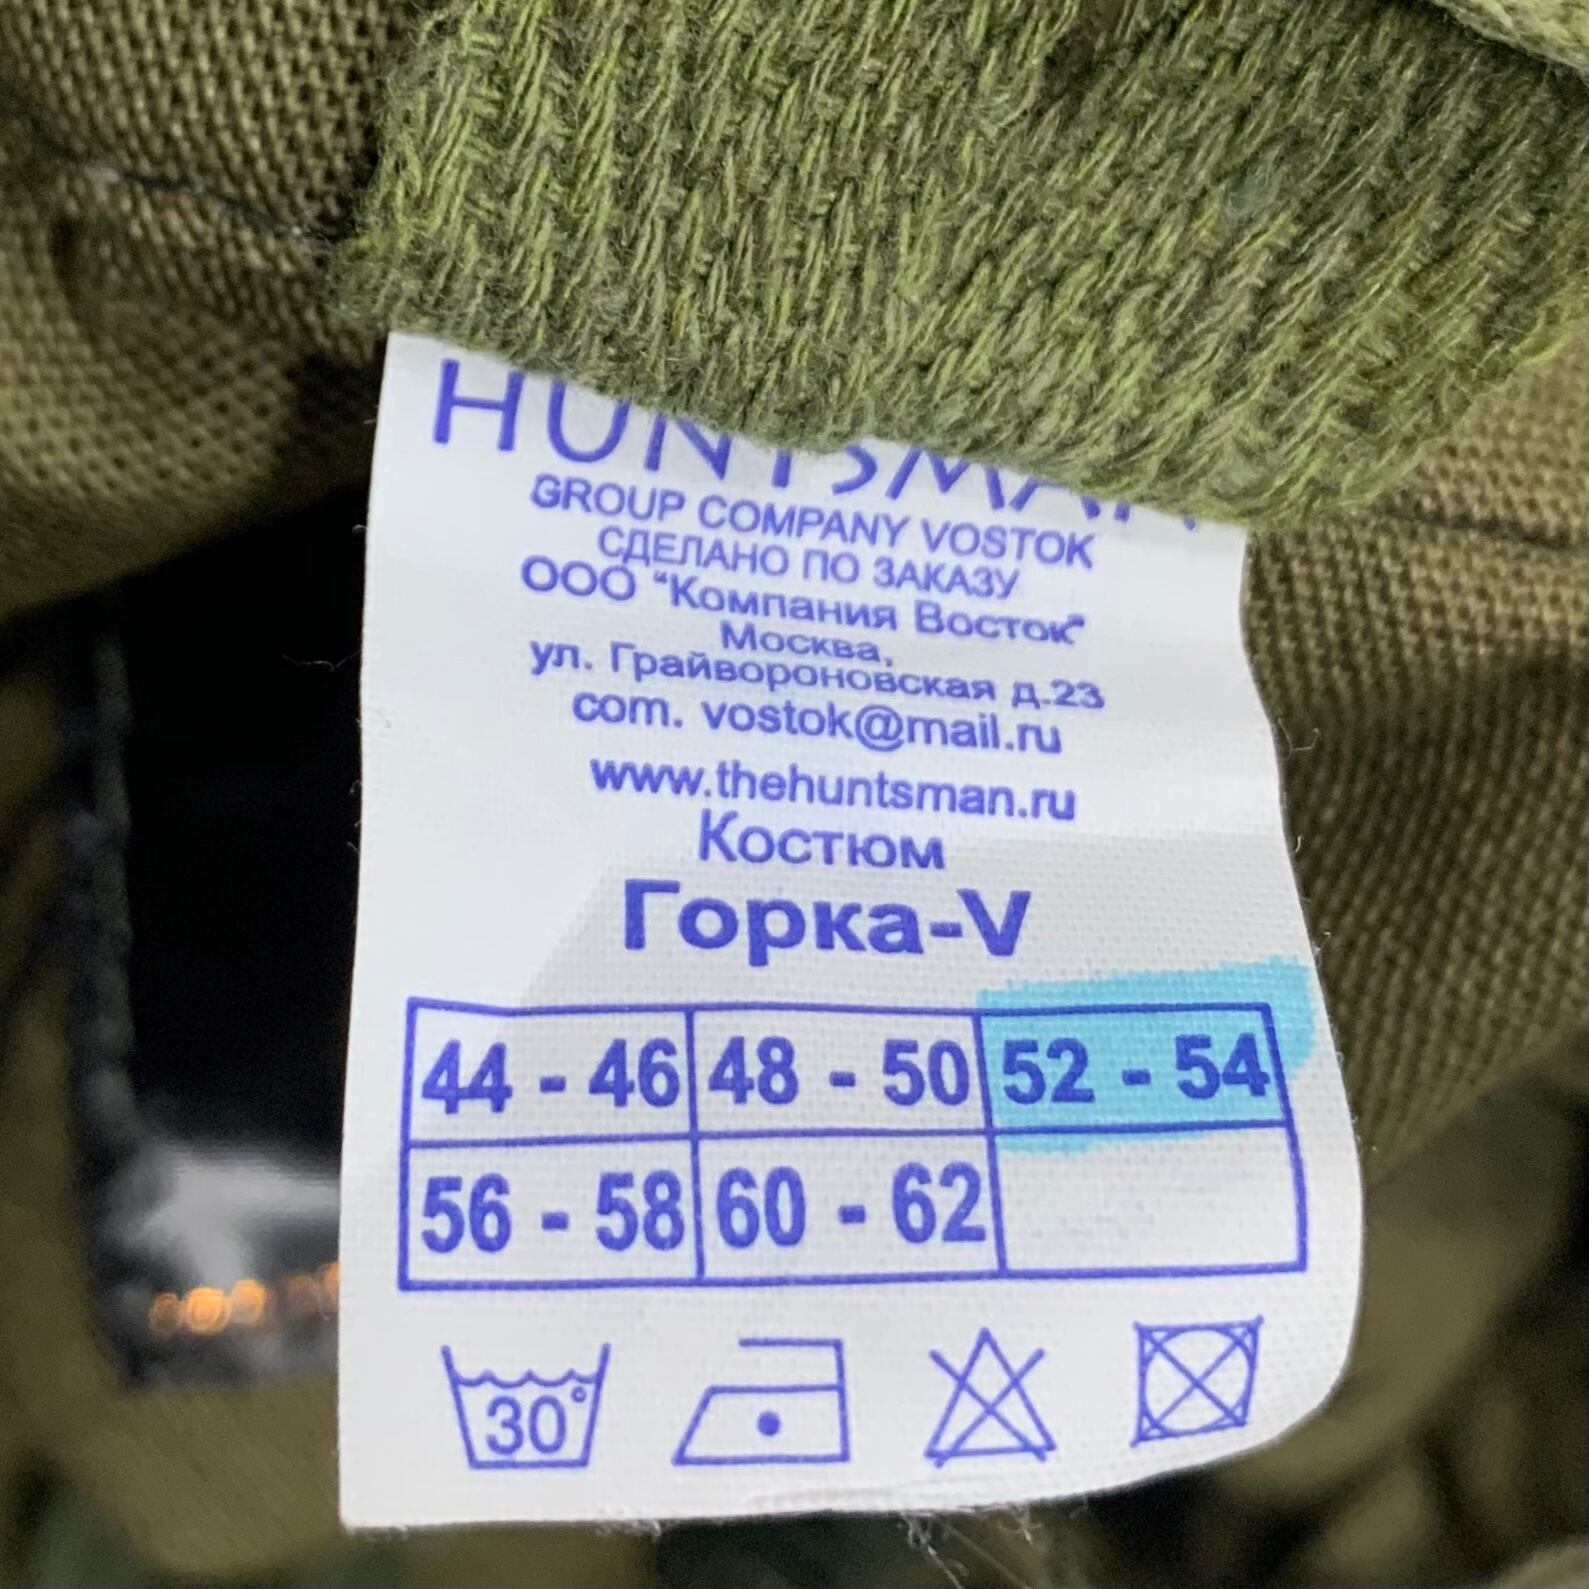 HUNTSMAN
GROUP COMPANY VOSTOK
СДЕЛАНО ПО ЗАКАЗУ
ООО "Компания Восток"
Москва,
ул. Грайвороновская д.23
com. vostok@mail.ru
www.thehuntsman.ru
Костюм
Горка-V
44 - 46 48 - 50 52 - 54
56 - 58 60 - 62
30°